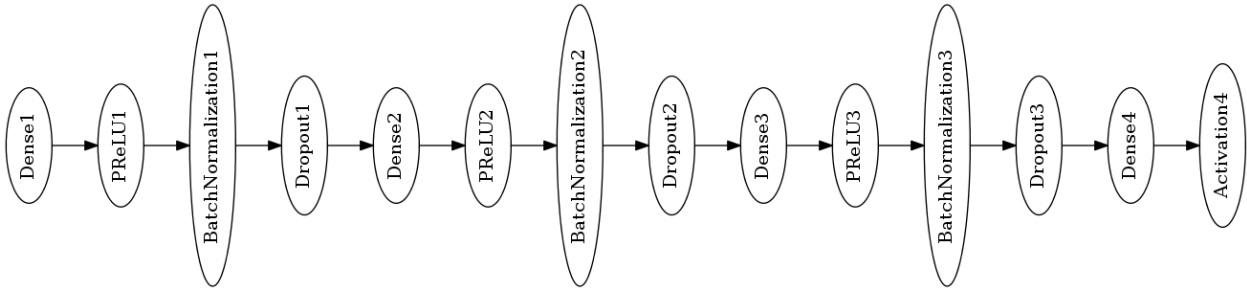 Dense1
PReLU1
BatchNormalization1
Dropout1
Dense2
PReLU2
BatchNormalization2
Dropout2
Dense3
PReLU3
BatchNormalization3
Dropout3
Dense4
Activation4